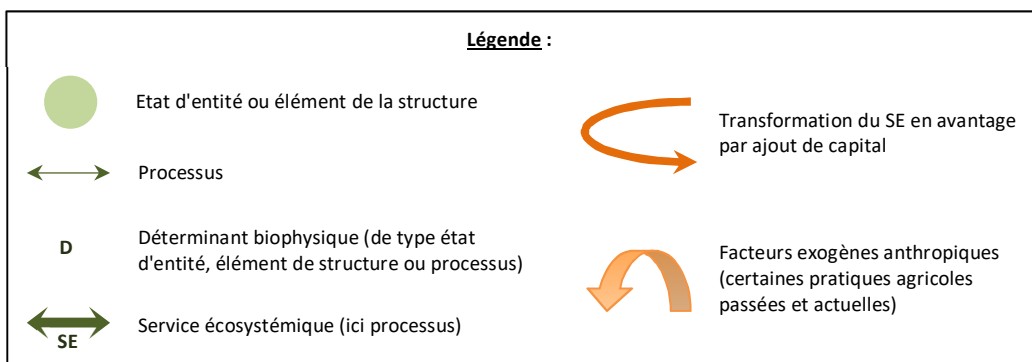 Légende :
Etat d'entité ou élément de la structure
Processus
D
Déterminant biophysique (de type état
d'entité, élément de structure ou processus)
SE
Service écosystémique (ici processus)
Transformation du SE en avantage
par ajout de capital
Facteurs exogènes anthropiques
(certaines pratiques agricoles
passées et actuelles)